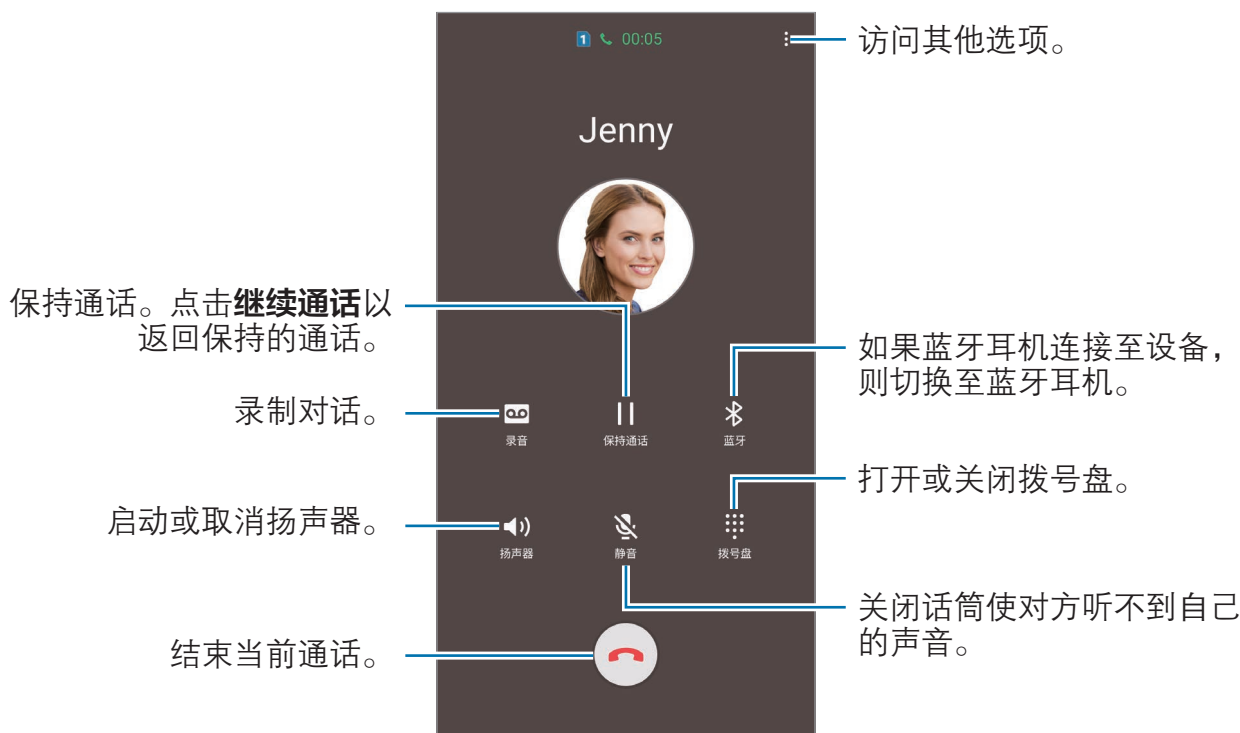 1 00:05
访问其他选项。
Jenny
保持通话。点击继续通话以
返回保持的通话。
如果蓝牙耳机连接至设备，
则切换至蓝牙耳机。
录制对话。
录音
保持通话
蓝牙
打开或关闭拨号盘。
启动或取消扬声器。
扬声器
静音
拨号盘
关闭话筒使对方听不到自己
的声音。
结束当前通话。